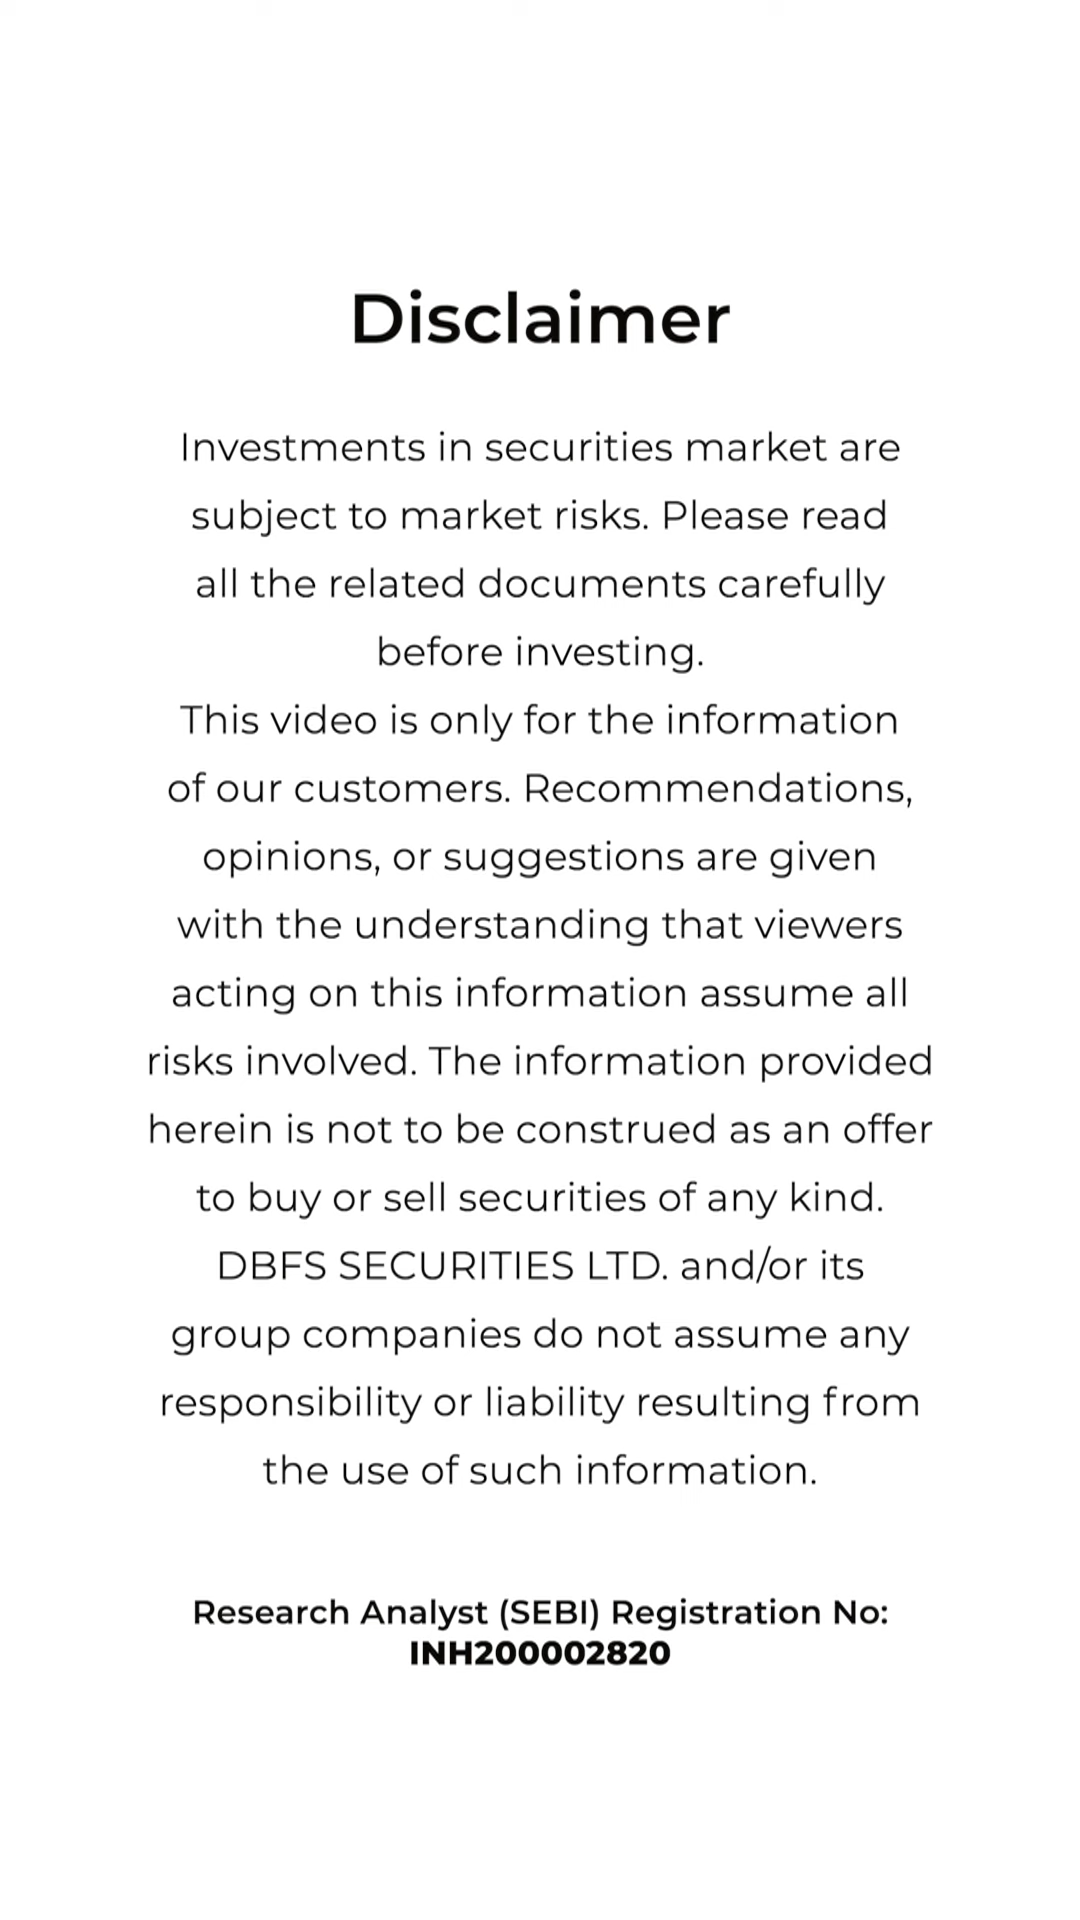 Disclaimer
Investments in securities market are
subject to market risks. Please read
all the related documents carefully
before investing.
This video is only for the information
of our customers. Recommendations,
opinions, or suggestions are given
with the understanding that viewers
acting on this information assume all
risks involved. The information provided
herein is not to be construed as an offer
to buy or sell securities of any kind.
DBFS SECURITIES LTD. and/or its
group companies do not assume any
responsibility or liability resulting from
the use of such information.
Research Analyst (SEBI) Registration No:
INH200002820